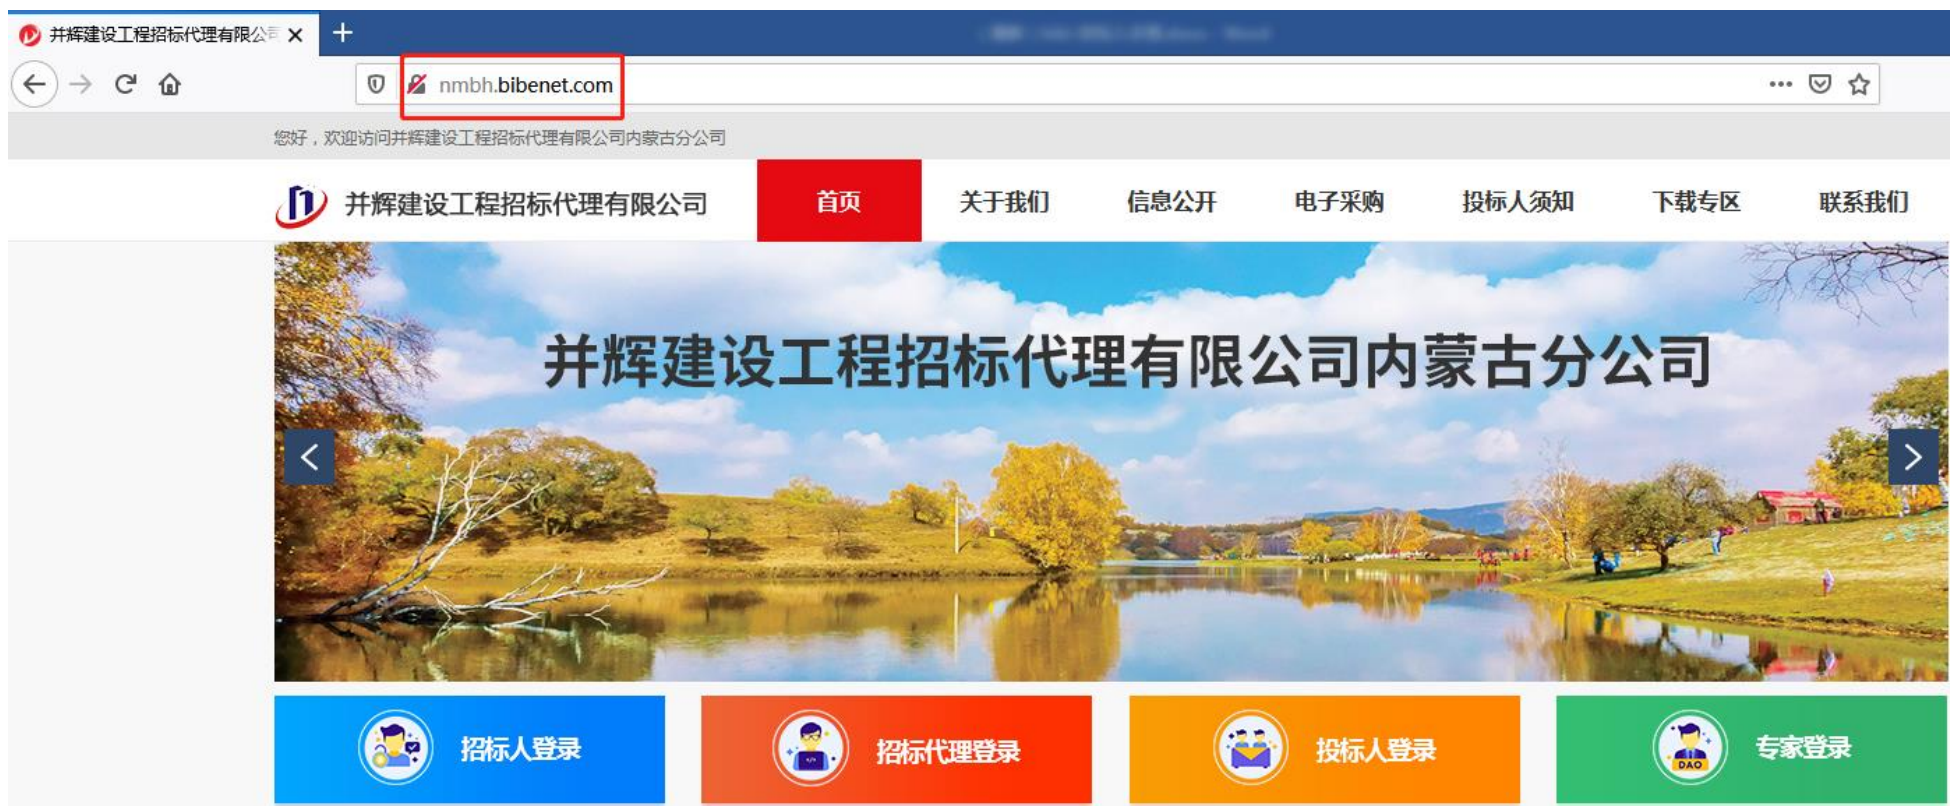 并辉建设工程招标代理有限公司
nmbh.bibenet.com
您好，欢迎访问并辉建设工程招标代理有限公司内蒙古分公司
并辉建设工程招标代理有限公司 首页 关于我们 信息公开 电子采购 投标人须知 下载专区 联系我们
并辉建设工程招标代理有限公司内蒙古分公司
招标人登录 招标代理登录 投标人登录 DAO 专家登录